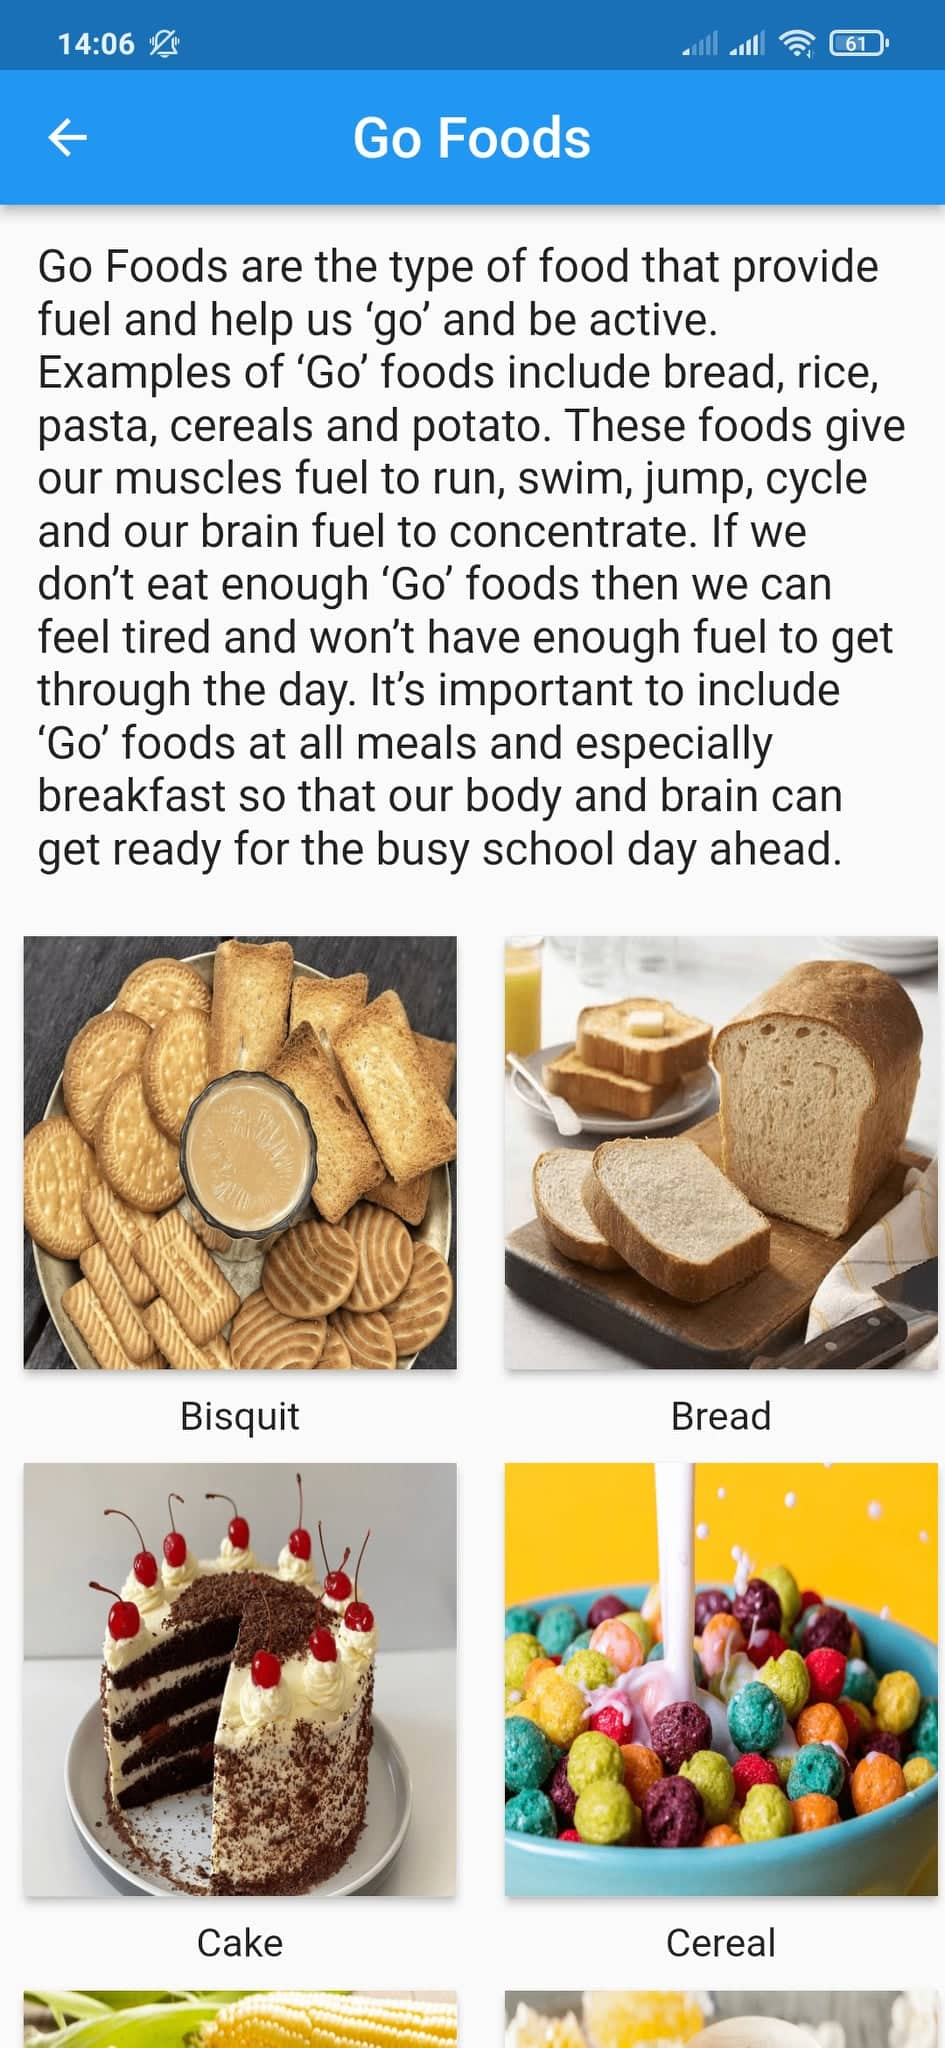 14:06
61
Go Foods
Go Foods are the type of food that provide
fuel and help us ‘go’ and be active.
Examples of ‘Go’ foods include bread, rice,
pasta, cereals and potato. These foods give
our muscles fuel to run, swim, jump, cycle
and our brain fuel to concentrate. If we
don’t eat enough ‘Go’ foods then we can
feel tired and won’t have enough fuel to get
through the day. It’s important to include
‘Go’ foods at all meals and especially
breakfast so that our body and brain can
get ready for the busy school day ahead.
Bisquit
Bread
Cake
Cereal